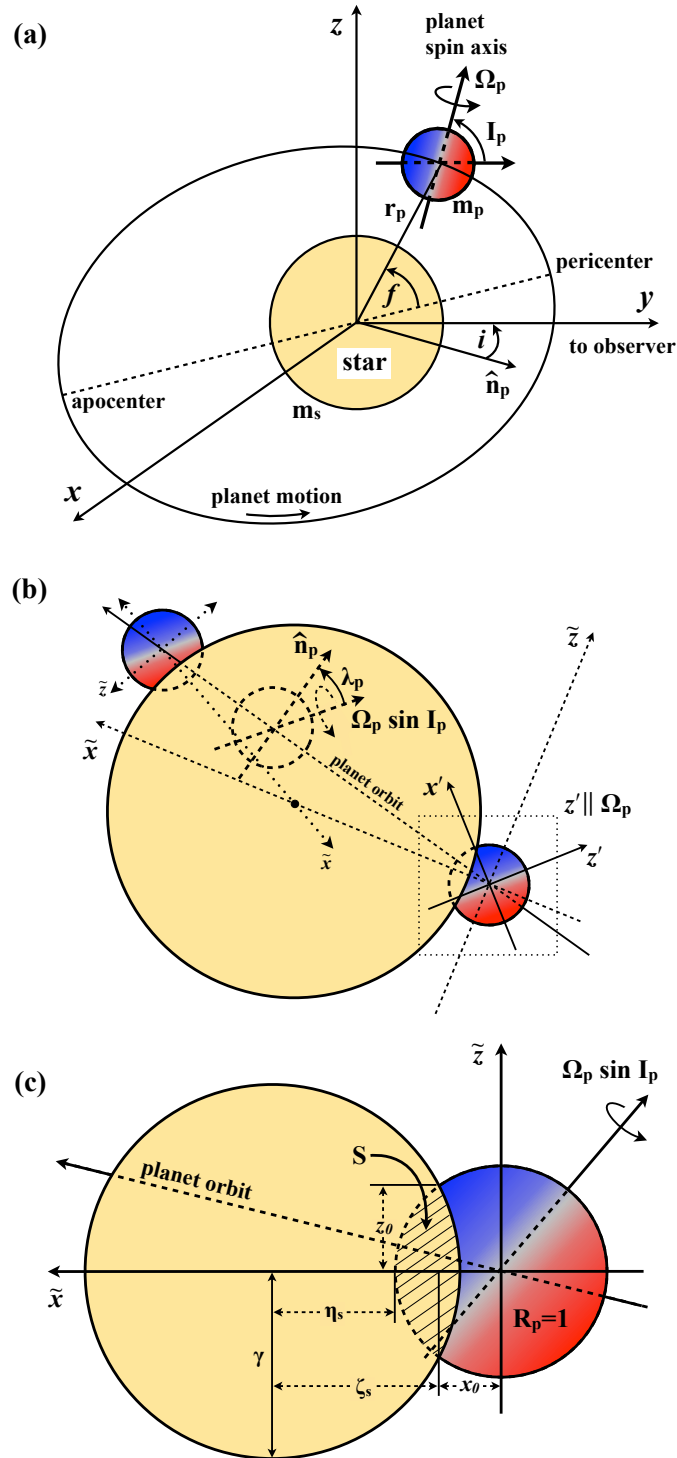 (a)
z
planet
spin axis
Ωₚ
Iₚ
rₚ
mₚ
pericenter
f
y
i
star
to observer
n̂ₚ
apocenter
mₛ
x
planet motion
(b)
n̂ₚ
z̃
λₚ
z̃
Ωₚ sin Iₚ
x̃
planet orbit
x′
z′ ∥ Ωₚ
x̃
z′
(c)
z̃
Ωₚ sin Iₚ
S
planet orbit
z₀
x̃
ηₛ
Rₚ=1
γ
ζₛ
x₀